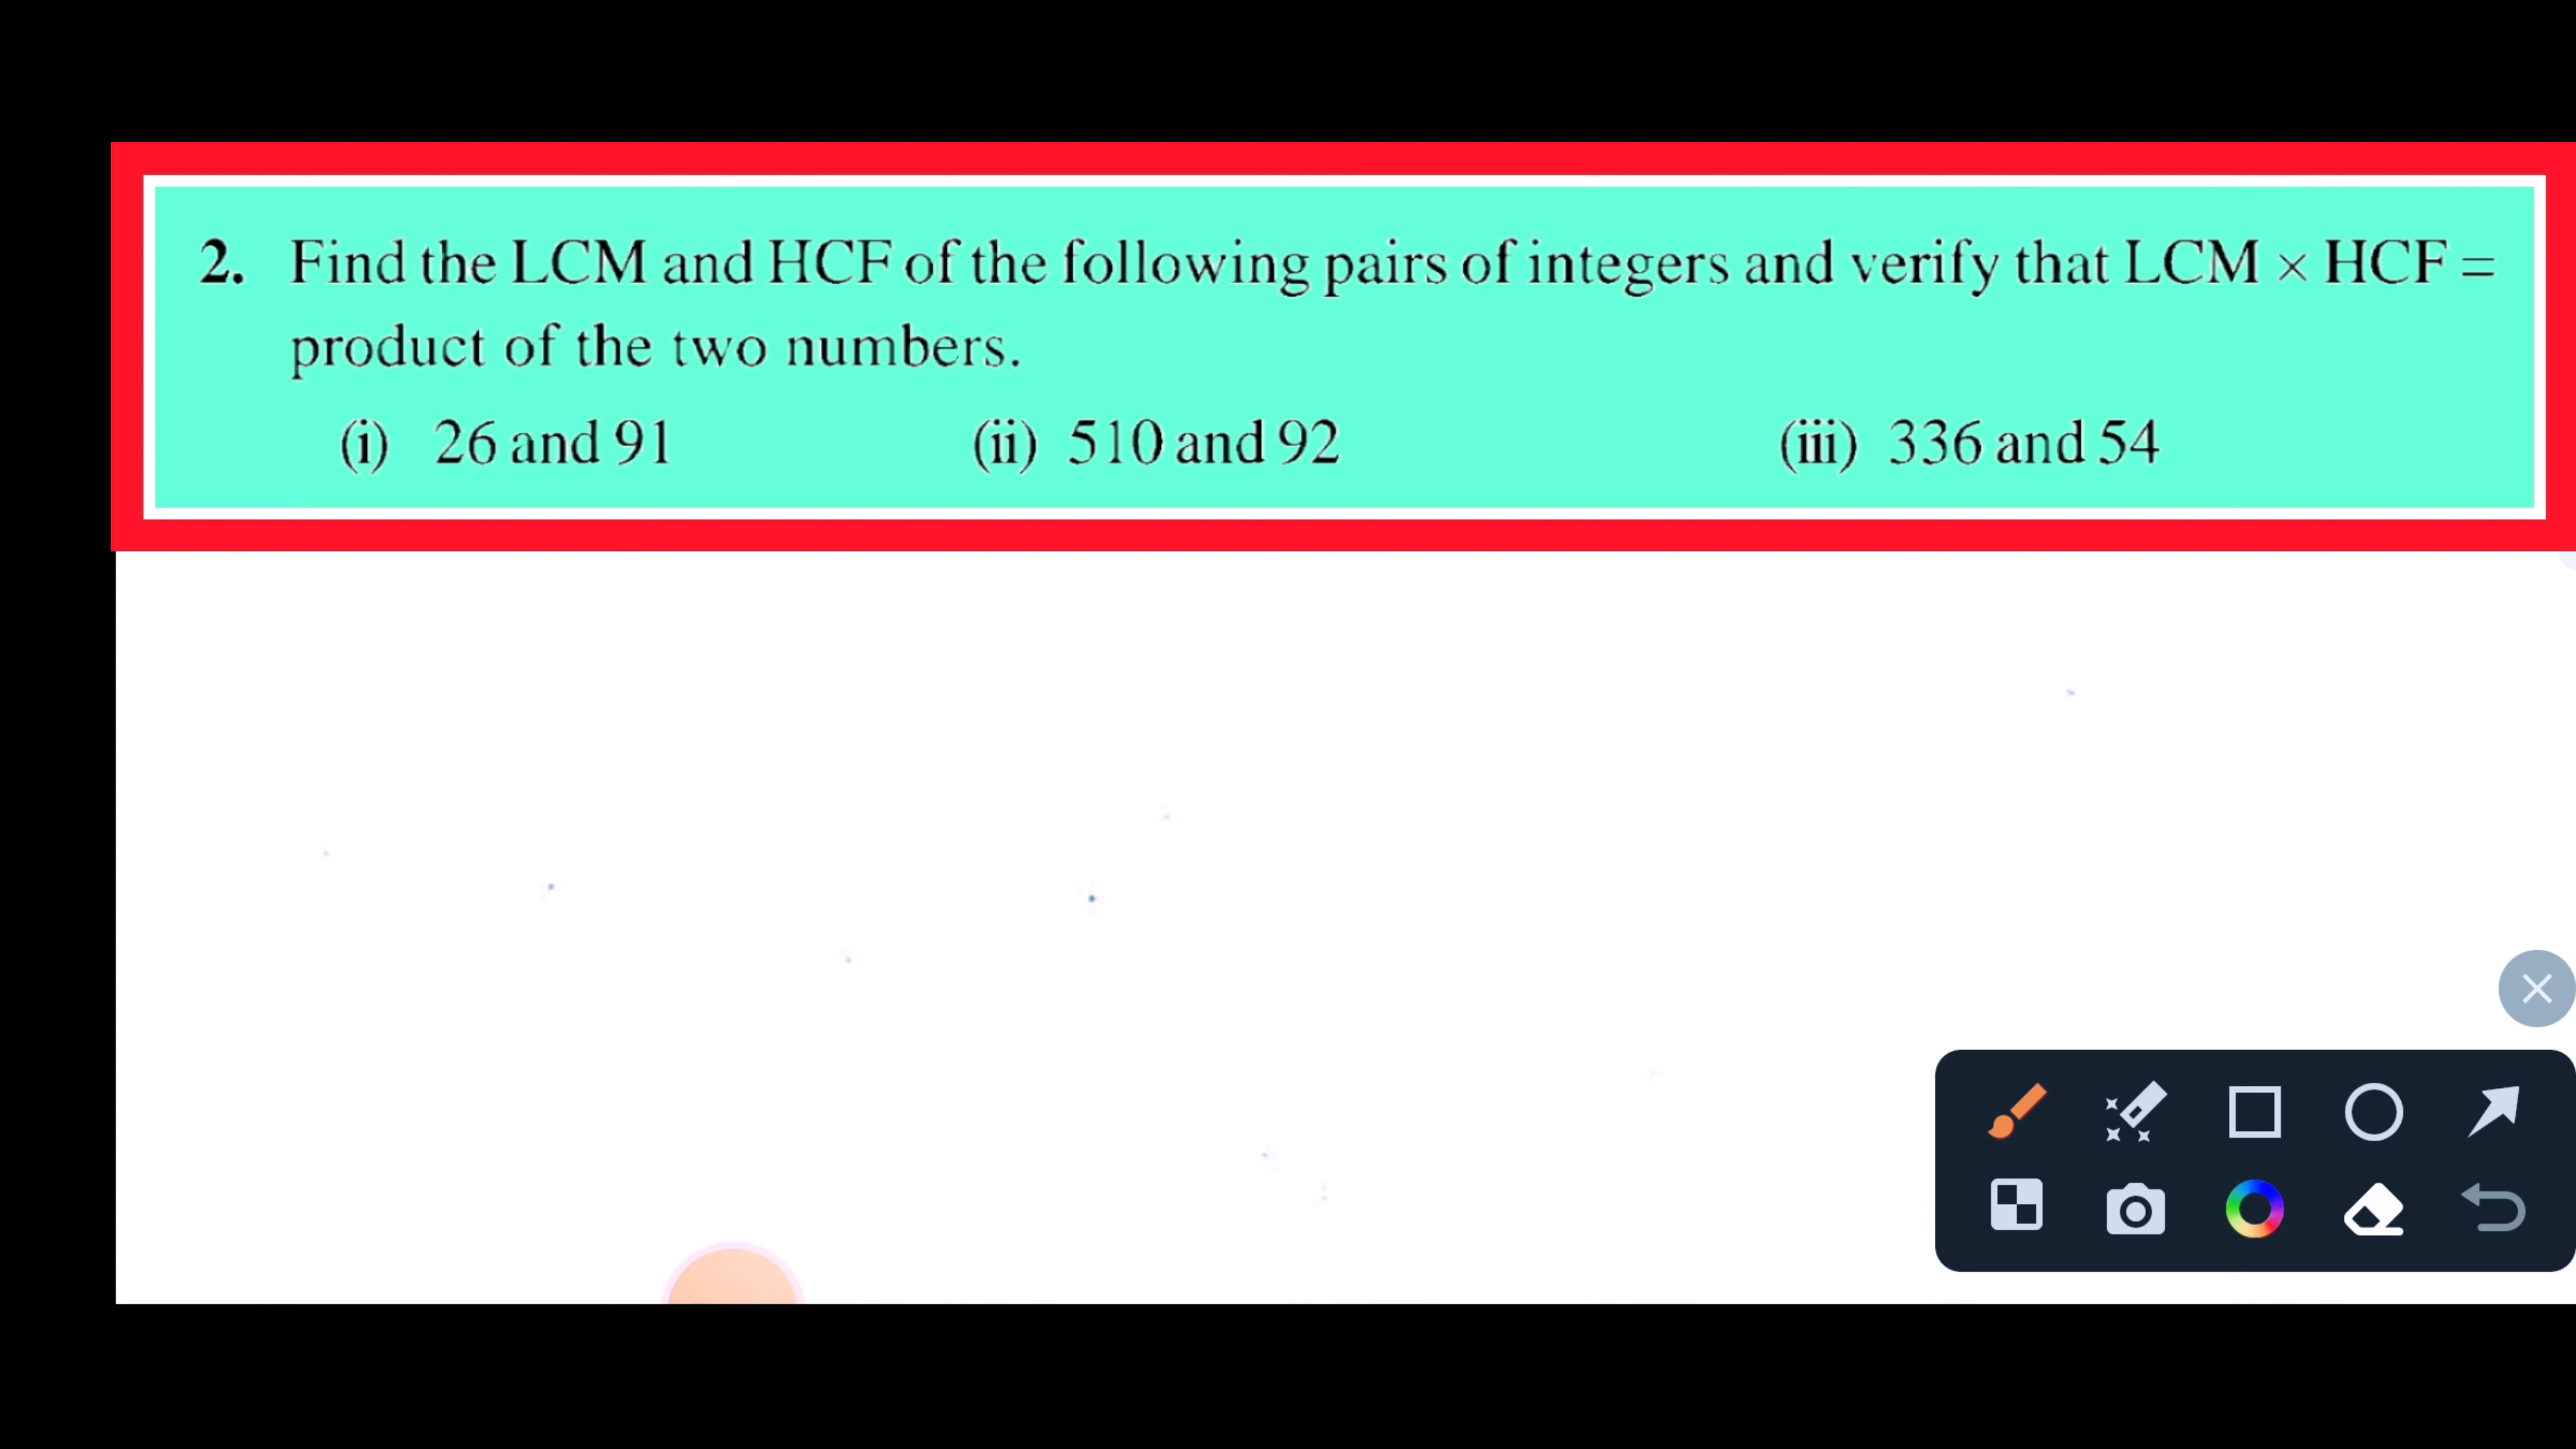 2. Find the LCM and HCF of the following pairs of integers and verify that LCM × HCF =
product of the two numbers.
(i) 26 and 91 (ii) 510 and 92 (iii) 336 and 54